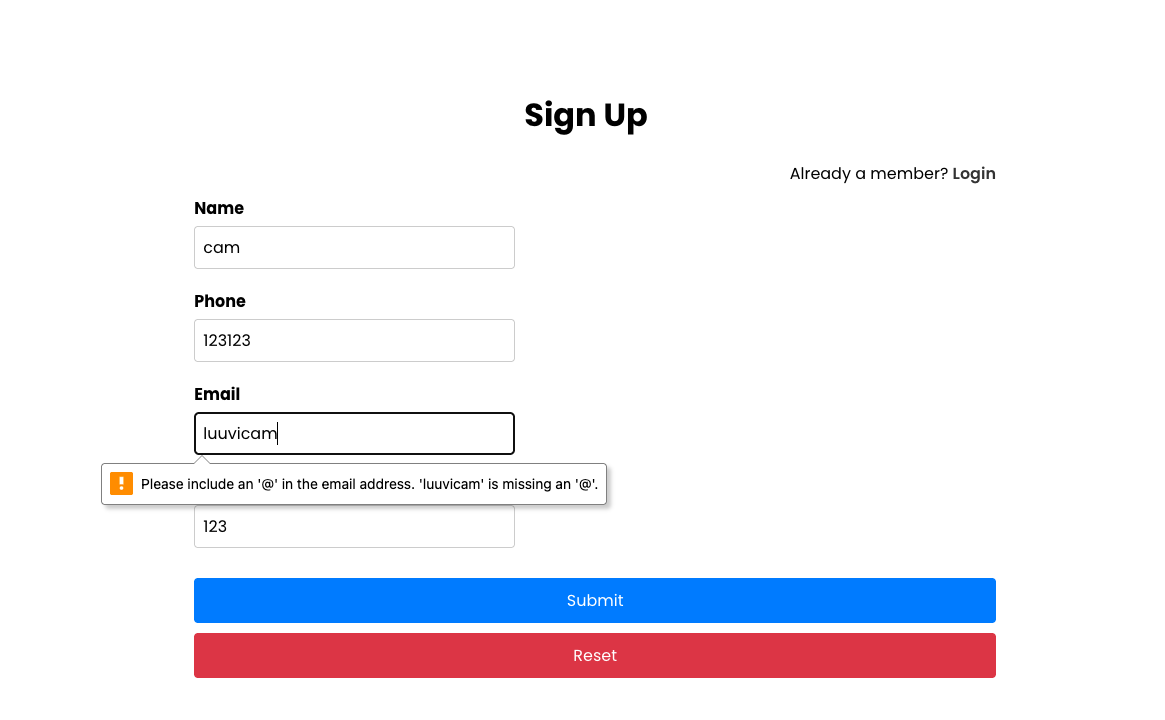 Sign Up
Already a member? Login
Name
cam
Phone
123123
Email
luuvicam
Please include an '@' in the email address. 'luuvicam' is missing an '@'.
123
Submit
Reset